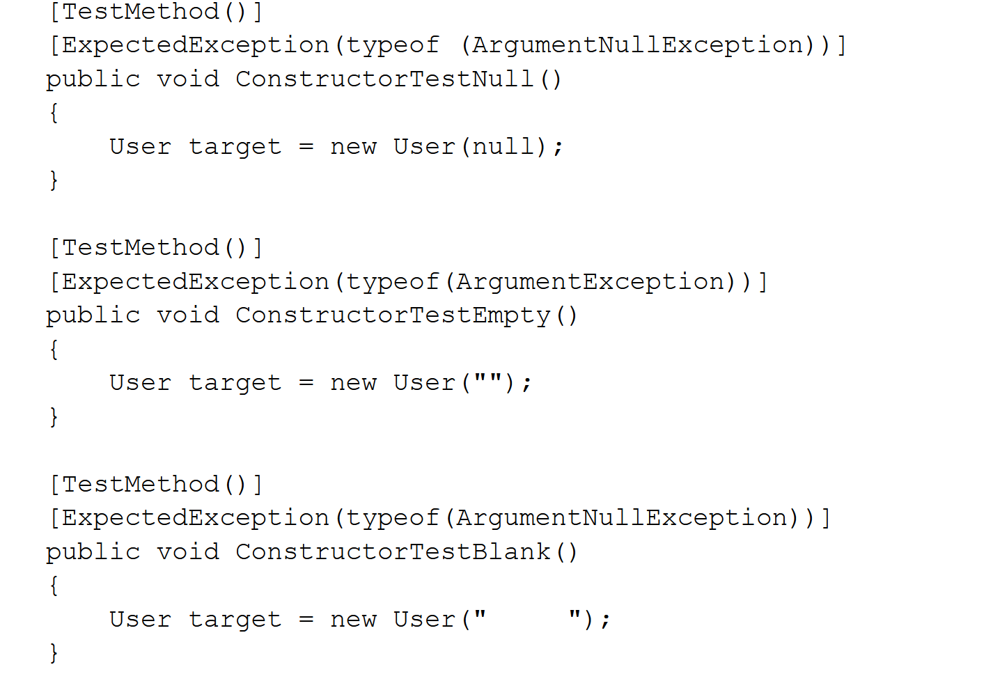 [TestMethod()]
[ExpectedException(typeof (ArgumentNullException))]
public void ConstructorTestNull()
{
    User target = new User(null);
}

[TestMethod()]
[ExpectedException(typeof(ArgumentException))]
public void ConstructorTestEmpty()
{
    User target = new User("");
}

[TestMethod()]
[ExpectedException(typeof(ArgumentNullException))]
public void ConstructorTestBlank()
{
    User target = new User("     ");
}